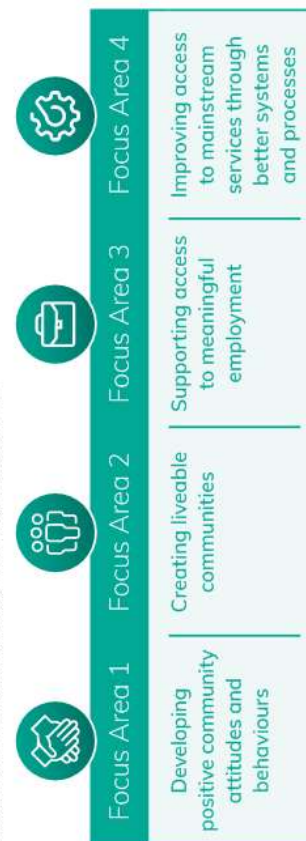 Focus Area 1
Developing
positive community
attitudes and
behaviours
Focus Area 2
Creating liveable
communities
Focus Area 3
Supporting access
to meaningful
employment
Focus Area 4
Improving access
to mainstream
services through
better systems
and processes